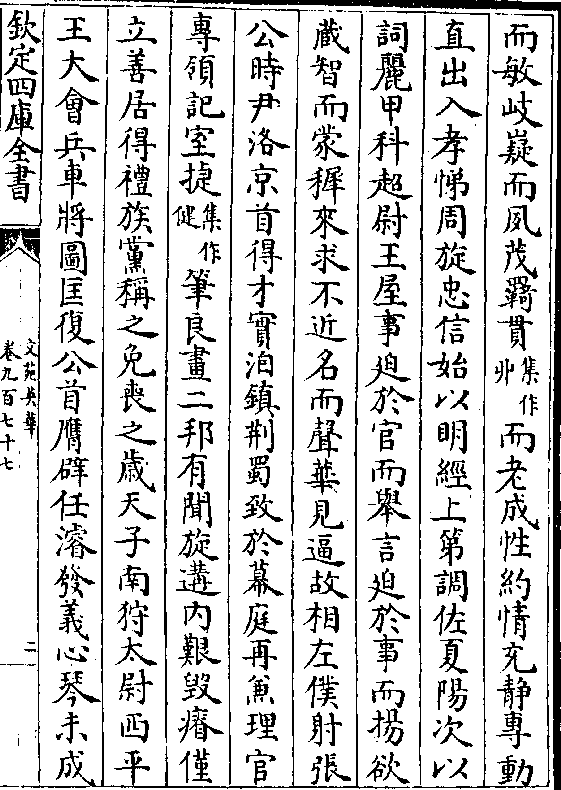 而敏岐嶷而夙茂羇貫集作丱而老成性約情充静專動
直出入孝悌周旋忠信始以明經上第調佐夏陽次以
詞麗甲科超尉王屋事迫於官而舉言迫於事而揚欲
蔵智而蒙穉來求不近名而聲華見逼故相左僕射張
公時尹洛京首得才實洎鎮荆蜀致於幕庭再兼理官
專領記室捷集作健筆良畫二邦有聞旋遘内艱毁瘠僅
立善居得禮族黨稱之免喪之歲天子南狩太尉西平
王大會兵車將圖匡復公首膺辟任濬發義心琴未成
欽定四庫全書
文苑英華
卷九百七十七
二